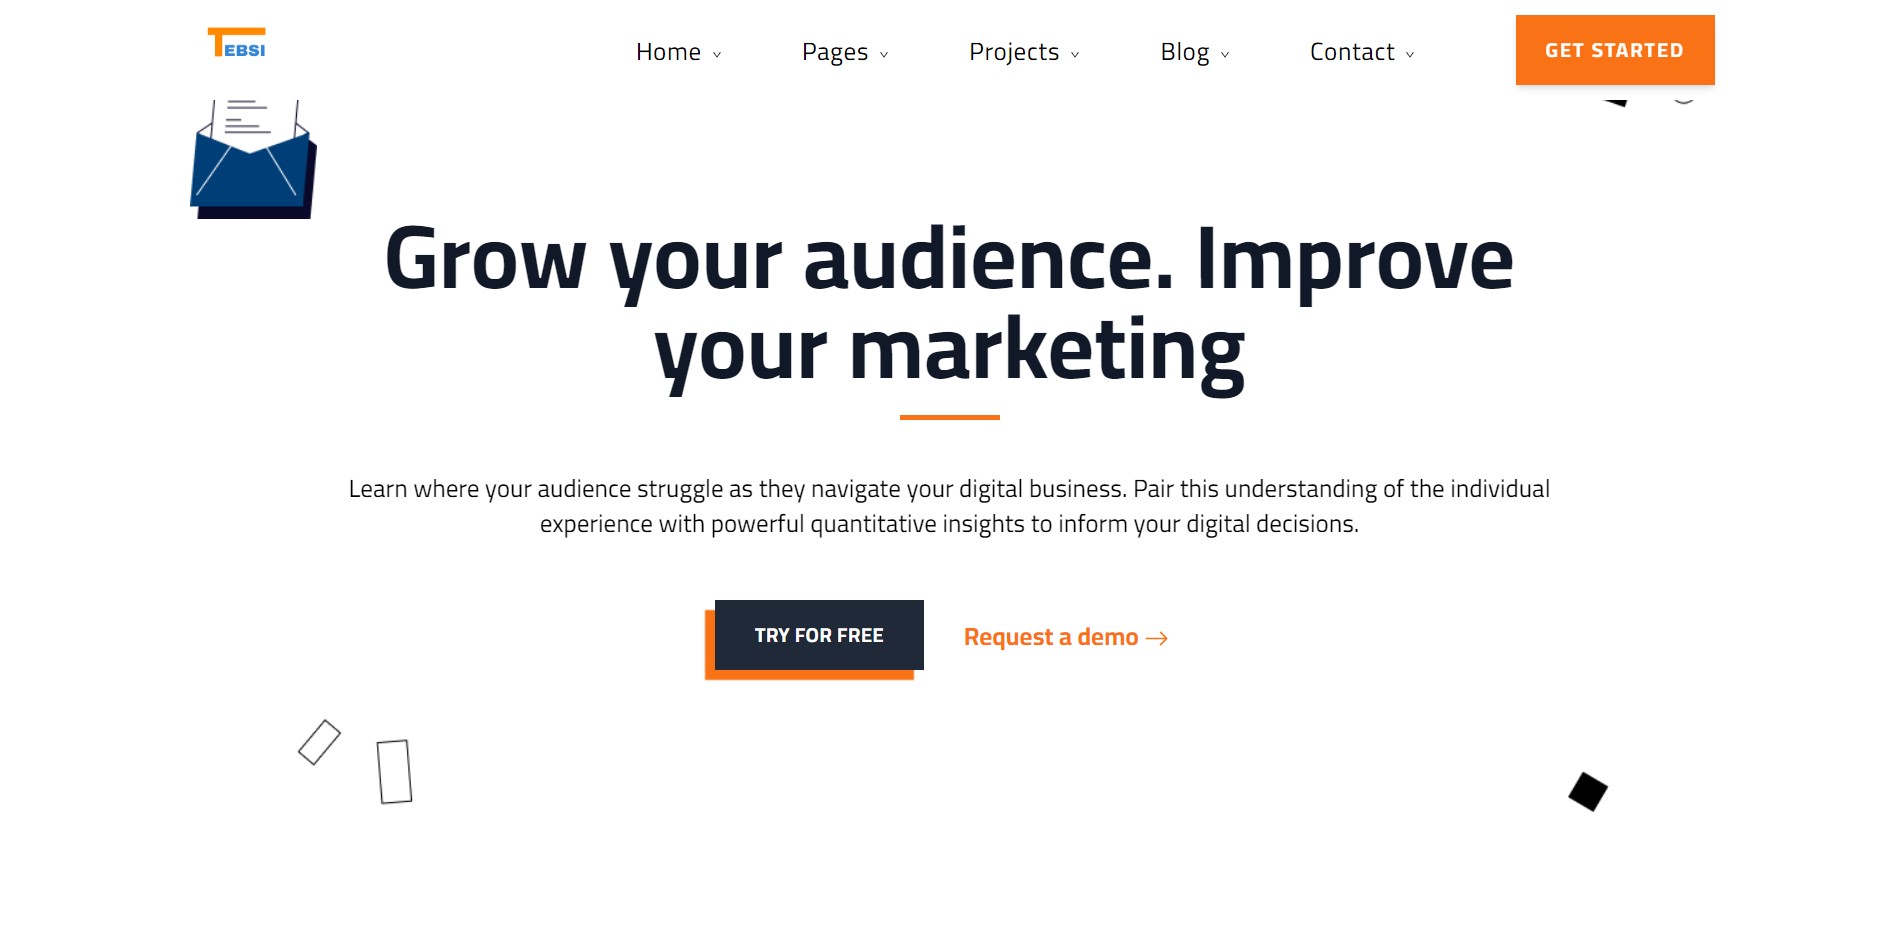 TEBSI
Home Pages Projects Blog Contact GET STARTED
Grow your audience. Improve
your marketing
Learn where your audience struggle as they navigate your digital business. Pair this understanding of the individual
experience with powerful quantitative insights to inform your digital decisions.
TRY FOR FREE Request a demo →